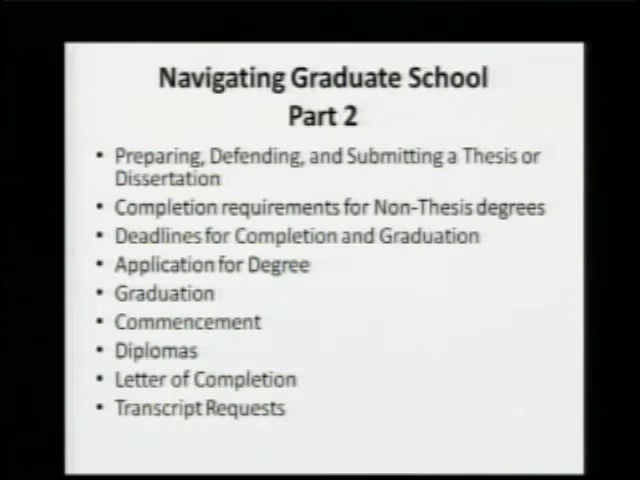 Navigating Graduate School
Part 2
• Preparing, Defending, and Submitting a Thesis or
Dissertation
• Completion requirements for Non-Thesis degrees
• Deadlines for Completion and Graduation
• Application for Degree
• Graduation
• Commencement
• Diplomas
• Letter of Completion
• Transcript Requests